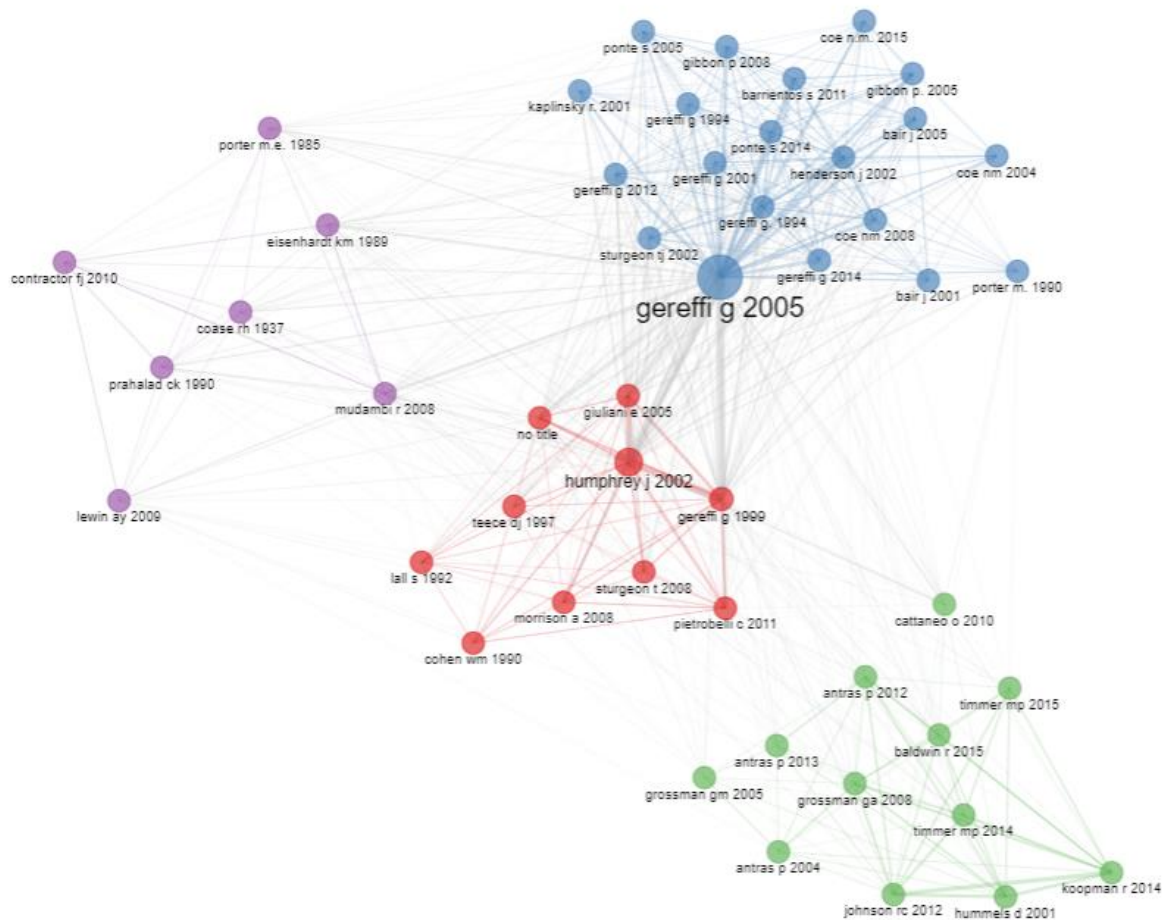 coe n.m. 2015
ponte s 2005
gibbon p 2008
gibbon p. 2005
barrientos s 2011
kaplinsky r. 2001
gereffi g 1994
bair j 2005
porter m.e. 1985
ponte s 2014
henderson j 2002
coe nm 2004
gereffi g 2001
gereffi g 2012
gereffi g. 1994
eisenhardt km 1989
coe nm 2008
sturgeon tj 2002
contractor fj 2010
gereffi g 2014
porter m. 1990
bair j 2001
gereffi g 2005
coase rh 1937
prahalad ck 1990
mudambi r 2008
giuliani e 2005
no title
humphrey j 2002
lewin ay 2009
gereffi g 1999
teece dj 1997
lall s 1992
sturgeon t 2008
morrison a 2008
pietrobelli c 2011
cattaneo o 2010
cohen wm 1990
antras p 2012
timmer mp 2015
baldwin r 2015
antras p 2013
grossman gm 2005
grossman ga 2008
timmer mp 2014
antras p 2004
koopman r 2014
johnson rc 2012
hummels d 2001